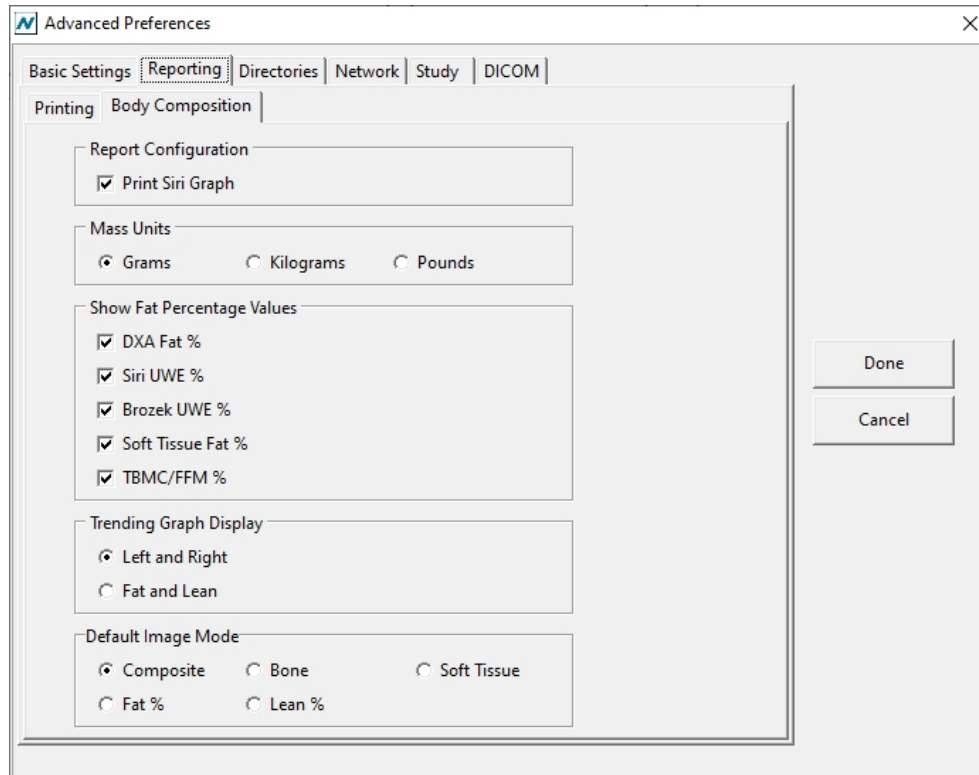 Advanced Preferences
Basic Settings Reporting Directories Network Study DICOM
Printing Body Composition
Report Configuration
Print Siri Graph
Mass Units
Grams Kilograms Pounds
Show Fat Percentage Values
DXA Fat %
Siri UWE %
Brozek UWE %
Soft Tissue Fat %
TBMC/FFM %
Done
Cancel
Trending Graph Display
Left and Right
Fat and Lean
Default Image Mode
Composite Bone Soft Tissue
Fat % Lean %